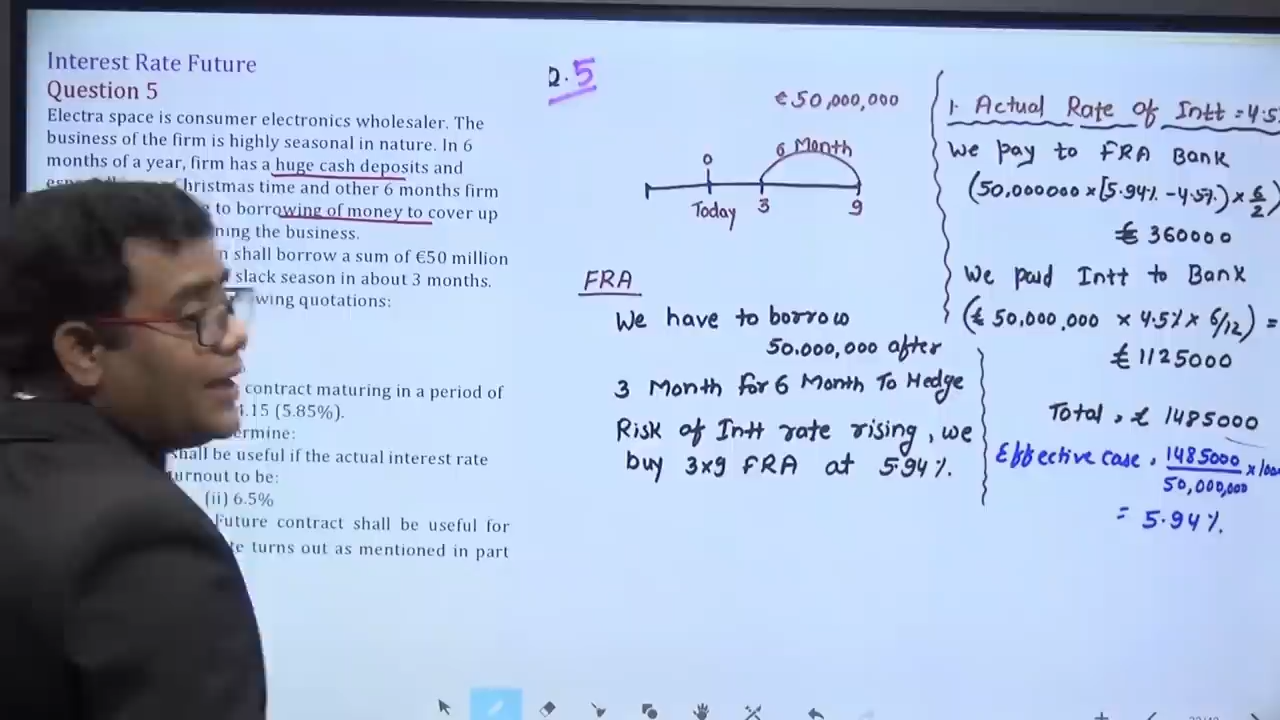 Interest Rate Future
Question 5
Electra space is consumer electronics wholesaler. The
business of the firm is highly seasonal in nature. In 6
months of a year, firm has a huge cash deposits and
Christmas time and other 6 months firm
to borrowing of money to cover up
ning the business.
shall borrow a sum of €50 million
slack season in about 3 months.
wing quotations:
contract maturing in a period of
.15 (5.85%).
ermine:
shall be useful if the actual interest rate
urnout to be:
(ii) 6.5%
Future contract shall be useful for
te turns out as mentioned in part
Q.5
€50,000,000
6 Month
0
Today 3 9
FRA
We have to borrow
50.000,000 after
3 Month for 6 Month To Hedge
Risk of Intt rate rising, we
buy 3x9 FRA at 5.94%.
1. Actual Rate of Intt = 4.5
We pay to FRA Bank
(50,000000 x [5.94% - 4.5%] x 6/2)
€ 360000
We paid Intt to Bank
(€ 50,000,000 x 4.5% x 6/12) =
€ 1125000
Total, € 1485000
Effective case, 1485000/50,000,000 x 100
= 5.94%.